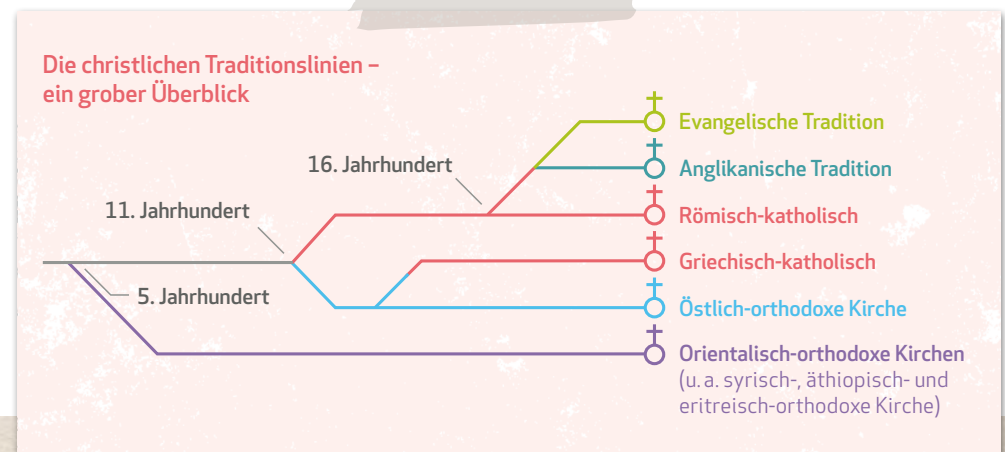 Die christlichen Traditionslinien –
ein grober Überblick
Evangelische Tradition
16. Jahrhundert
Anglikanische Tradition
11. Jahrhundert
Römisch-katholisch
Griechisch-katholisch
5. Jahrhundert
Östlich-orthodoxe Kirche
Orientalisch-orthodoxe Kirchen
(u. a. syrisch-, äthiopisch- und
eritreisch-orthodoxe Kirche)